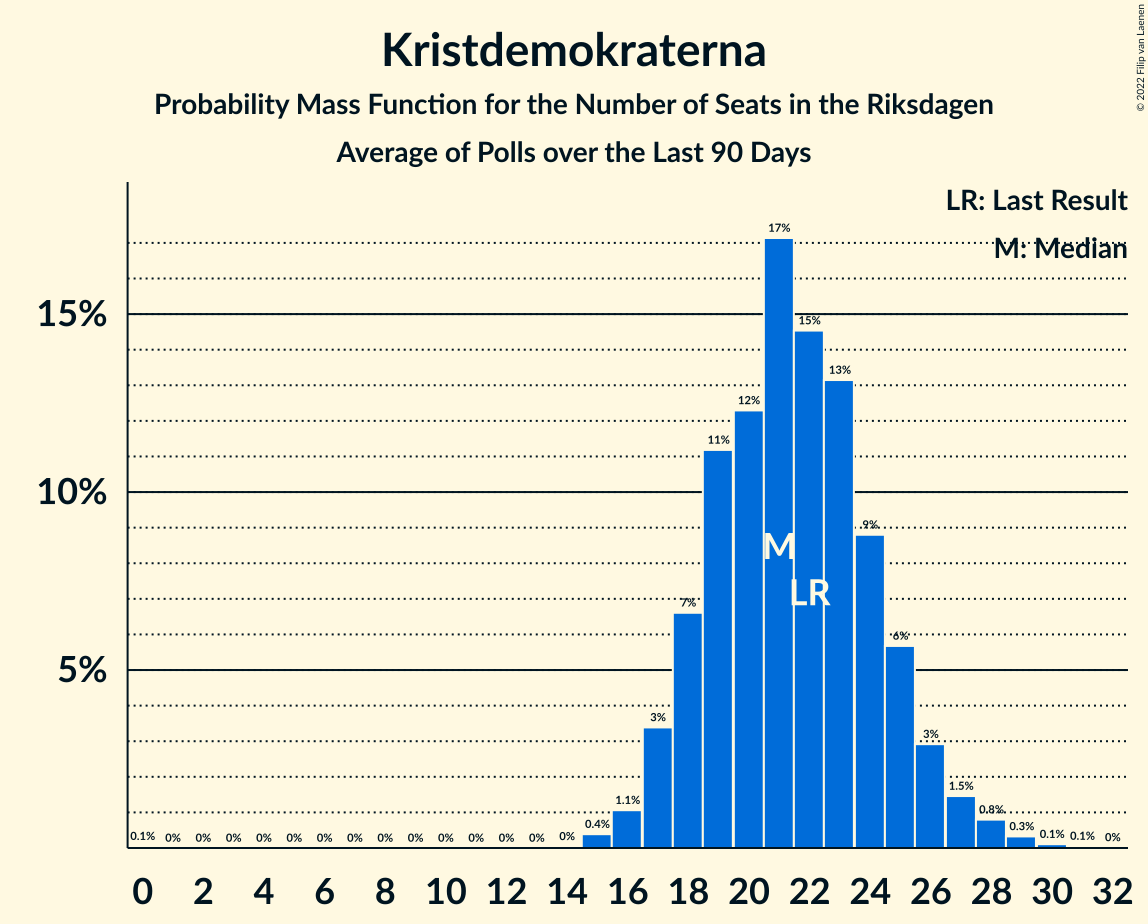 Kristdemokraterna
Probability Mass Function for the Number of Seats in the Riksdagen
Average of Polls over the Last 90 Days
© 2022 Filip van Laenen
LR: Last Result
M: Median
15%
10%
5%
0.1% 0% 0% 0% 0% 0% 0% 0% 0% 0% 0% 0% 0% 0% 0% 0.4% 1.1% 3% 7% 11% 12% 17% 15% 13% 9% 6% 3% 1.5% 0.8% 0.3% 0.1% 0.1% 0%
M
LR
0 2 4 6 8 10 12 14 16 18 20 22 24 26 28 30 32